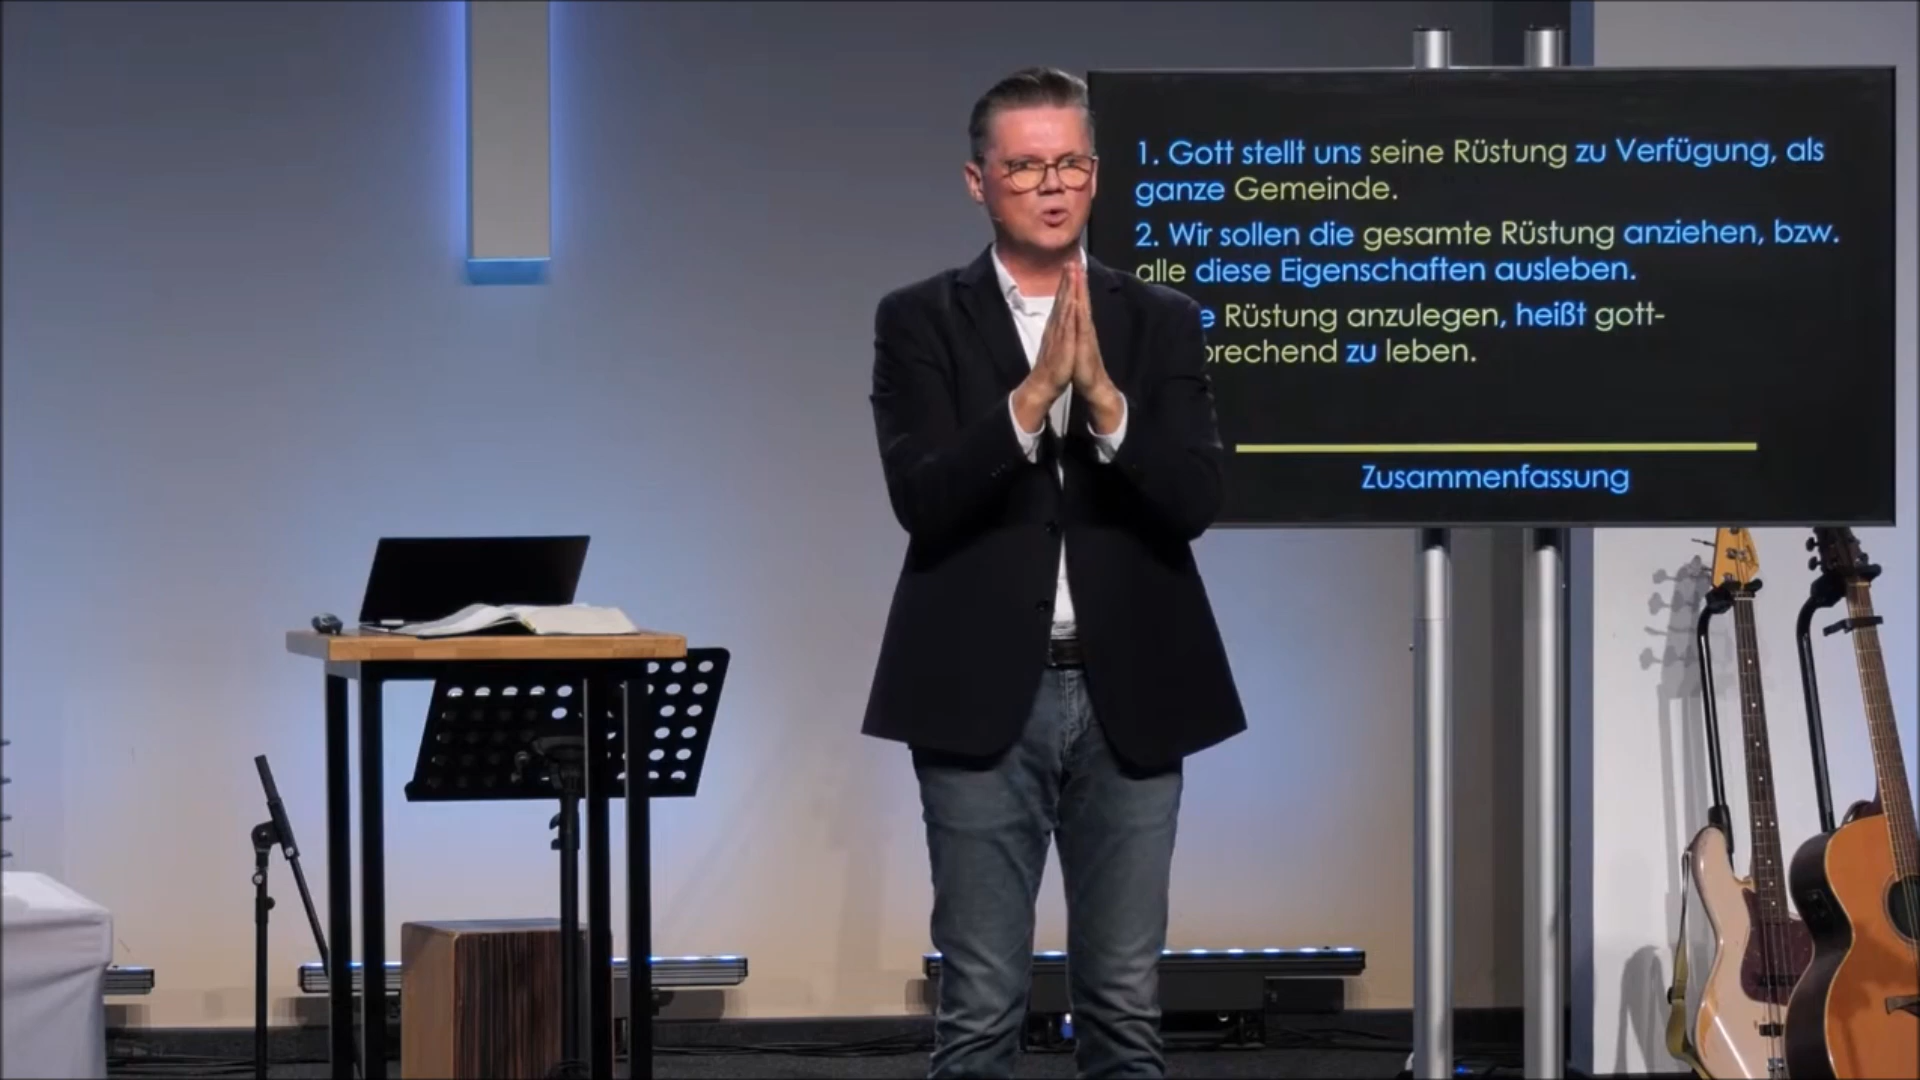 1. Gott stellt uns seine Rüstung zu Verfügung, als
ganze Gemeinde.
2. Wir sollen die gesamte Rüstung anziehen, bzw.
alle diese Eigenschaften ausleben.
Rüstung anzulegen, heißt gott-
zu leben.
Zusammenfassung